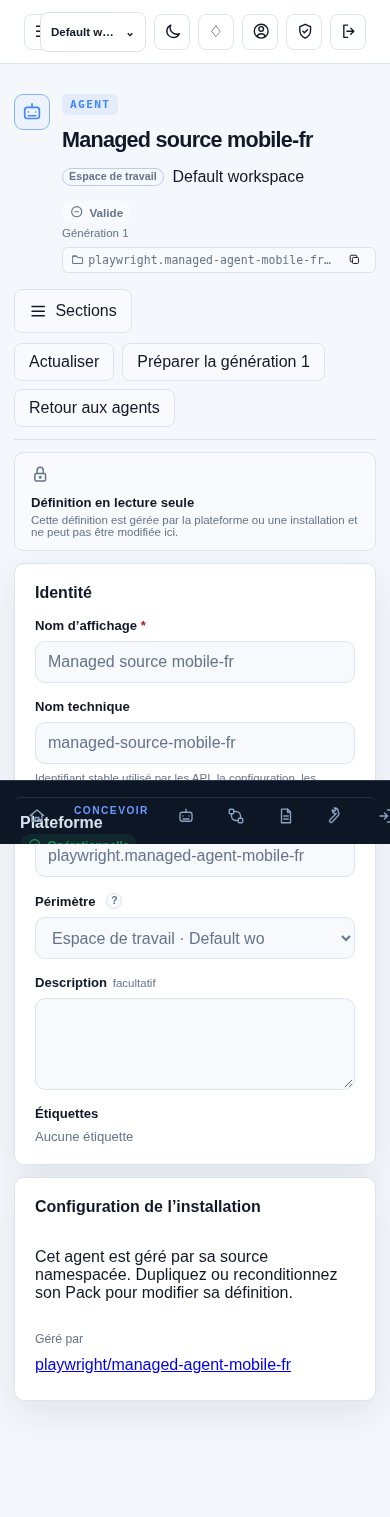 Default w…
AGENT
Managed source mobile-fr
Espace de travail Default workspace
Valide
Génération 1
playwright.managed-agent-mobile-fr…
Sections
Actualiser
Préparer la génération 1
Retour aux agents
Définition en lecture seule
Cette définition est gérée par la plateforme ou une installation et
ne peut pas être modifiée ici.
Identité
Nom d’affichage *
Managed source mobile-fr
Nom technique
managed-source-mobile-fr
Identifiant stable utilisé par les API, la configuration, les
CONCEVOIR
Plateforme
Opérationnelle
playwright.managed-agent-mobile-fr
Périmètre ?
Espace de travail · Default wo
Description facultatif
Étiquettes
Aucune étiquette
Configuration de l’installation
Cet agent est géré par sa source
namespacée. Dupliquez ou reconditionnez
son Pack pour modifier sa définition.
Géré par
playwright/managed-agent-mobile-fr